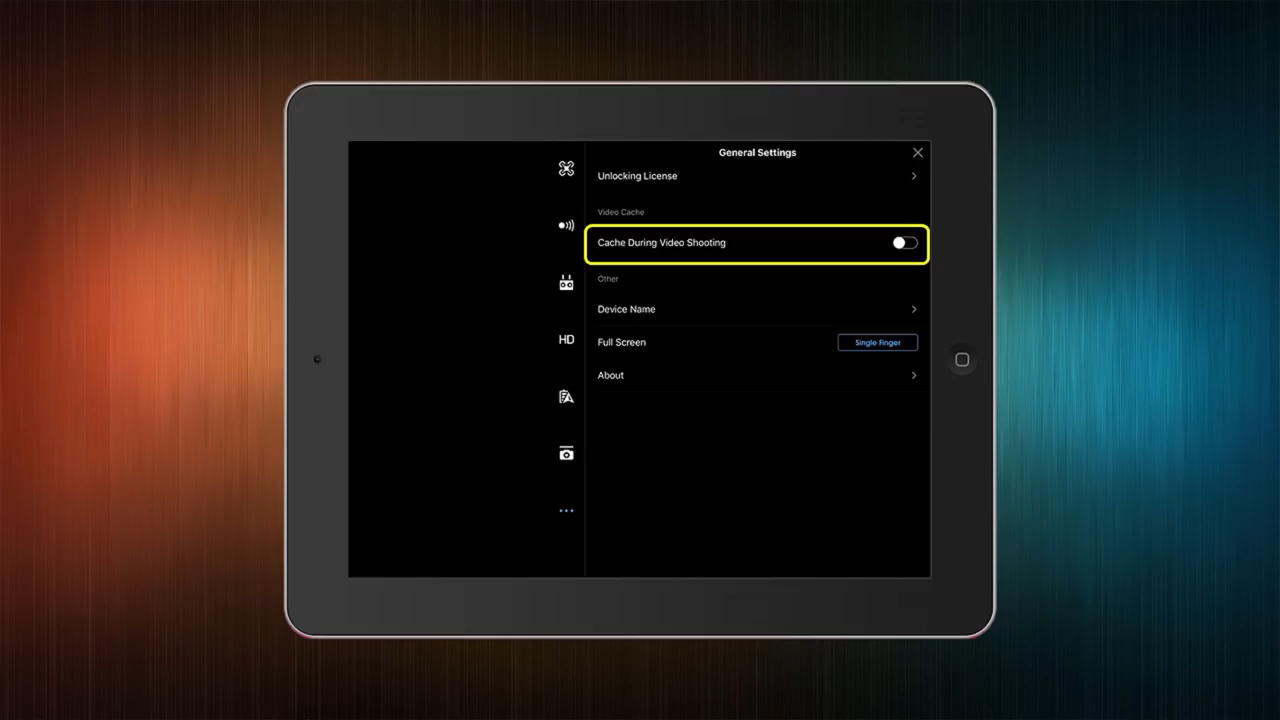 General Settings
Unlocking License
Video Cache
Cache During Video Shooting
Other
Device Name
HD
Full Screen
Single Finger
About